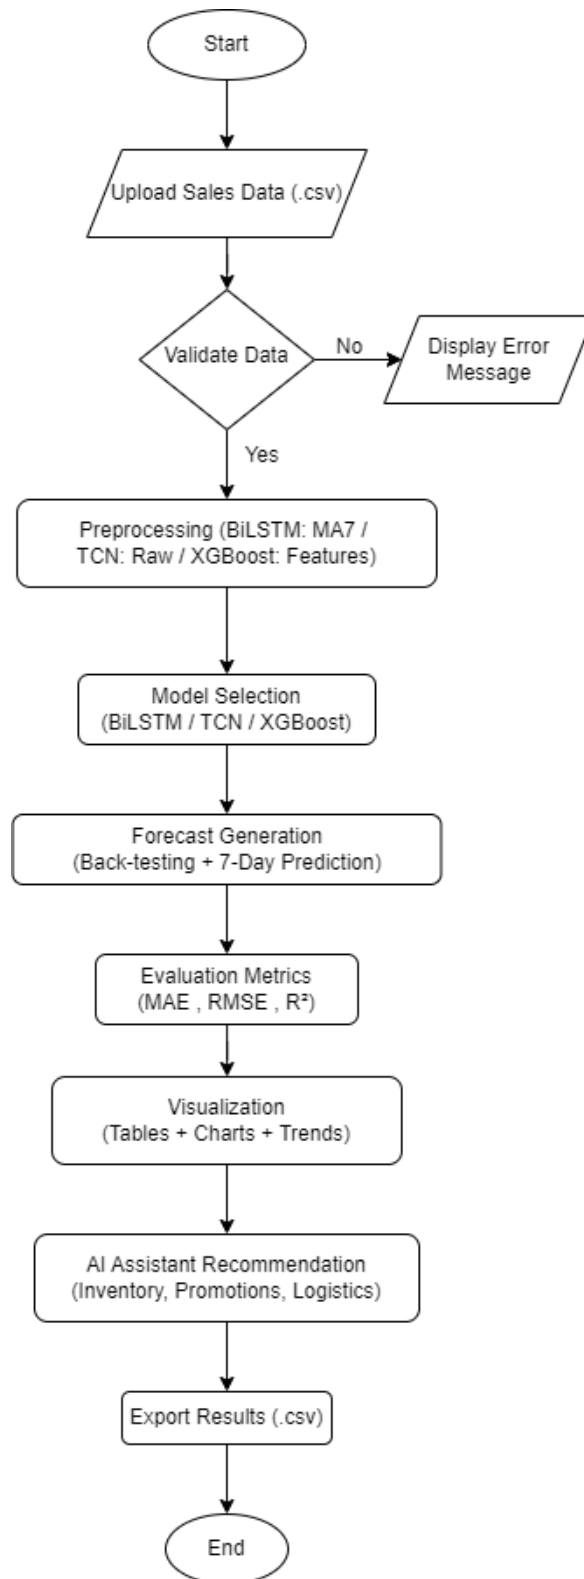 Start
Upload Sales Data (.csv)
Validate Data
No
Display Error
Message
Yes
Preprocessing (BiLSTM: MA7 /
TCN: Raw / XGBoost: Features)
Model Selection
(BiLSTM / TCN / XGBoost)
Forecast Generation
(Back-testing + 7-Day Prediction)
Evaluation Metrics
(MAE , RMSE , R²)
Visualization
(Tables + Charts + Trends)
AI Assistant Recommendation
(Inventory, Promotions, Logistics)
Export Results (.csv)
End